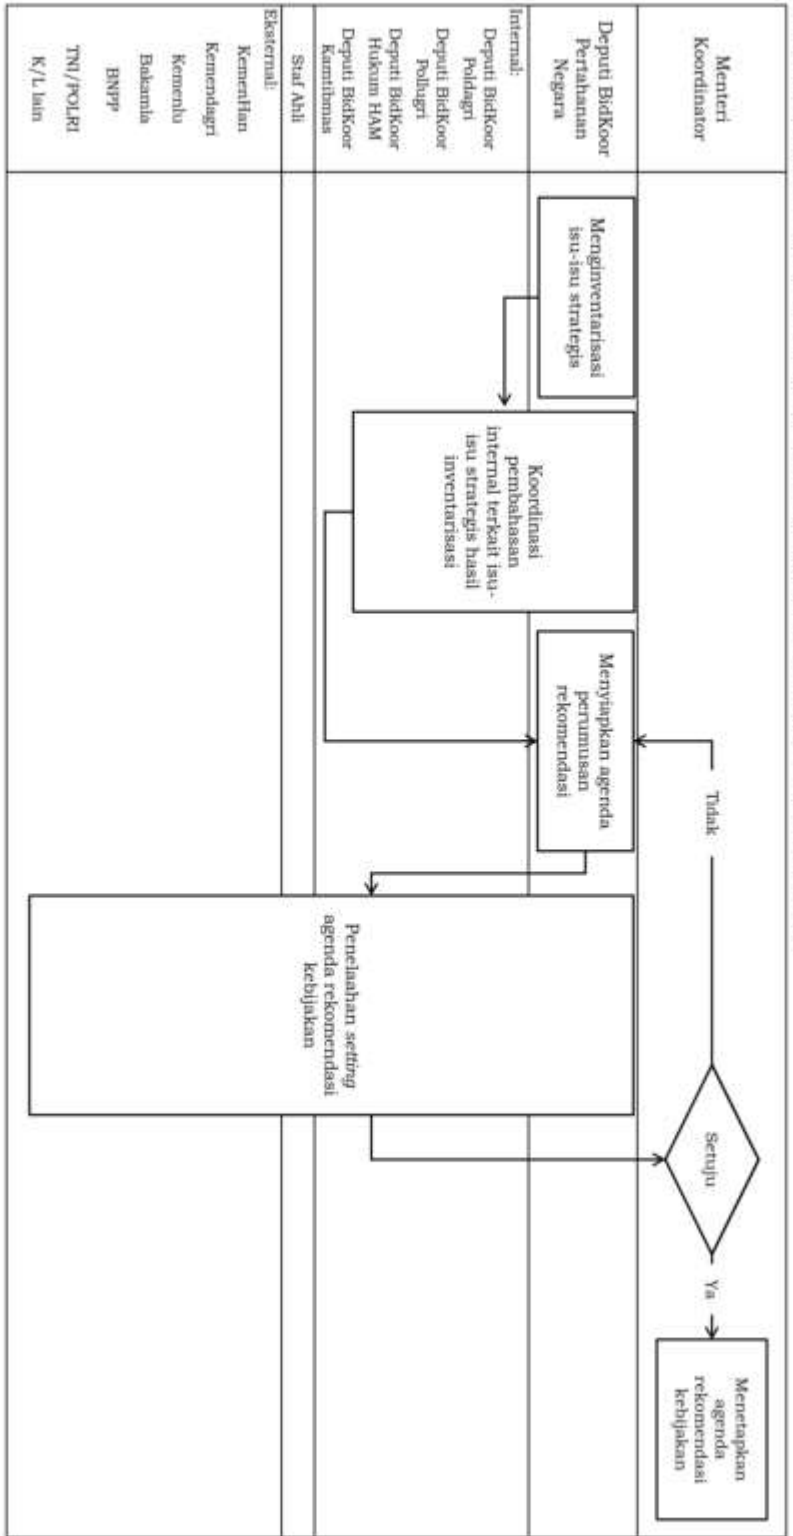 Menteri
Koordinator
Deputi BidKoor
Pertahanan
Negara
Internal:
Deputi BidKoor
Poldagri
Deputi BidKoor
Pollugri
Deputi BidKoor
Hukum HAM
Deputi BidKoor
Kamtibmas
Staf Ahli
Eksternal:
KemenHan
Kemendagri
Kemenlu
Bakamla
BNPP
TNI/POLRI
K/L lain
Menginventarisasi
isu-isu strategis
Koordinasi
pembahasan
internal terkait isu-
isu strategis hasil
inventarisasi
Menyiapkan agenda
perumusan
rekomendasi
Tidak
Penelaahan setting
agenda rekomendasi
kebijakan
Setuju
Ya
Menetapkan
agenda
rekomendasi
kebijakan